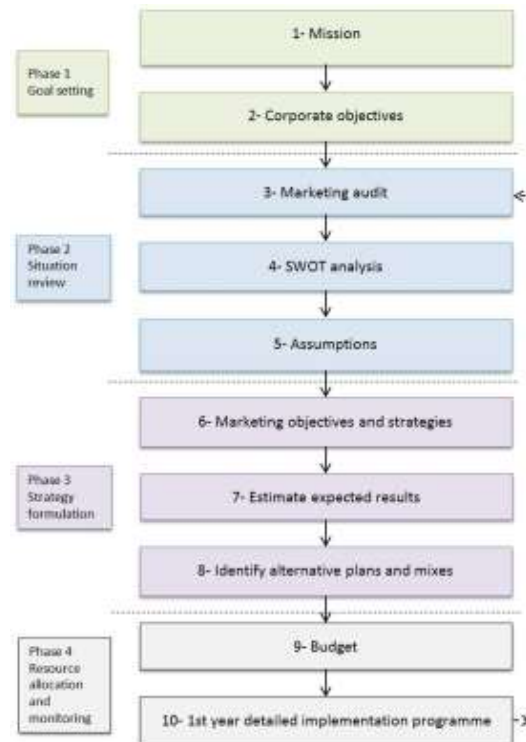 1- Mission
Phase 1
Goal setting
2- Corporate objectives
3- Marketing audit
Phase 2
Situation
review
4- SWOT analysis
5- Assumptions
6- Marketing objectives and strategies
Phase 3
Strategy
formulation
7- Estimate expected results
8- Identify alternative plans and mixes
Phase 4
Resource
allocation
and
monitoring
9- Budget
10- 1st year detailed implementation programme